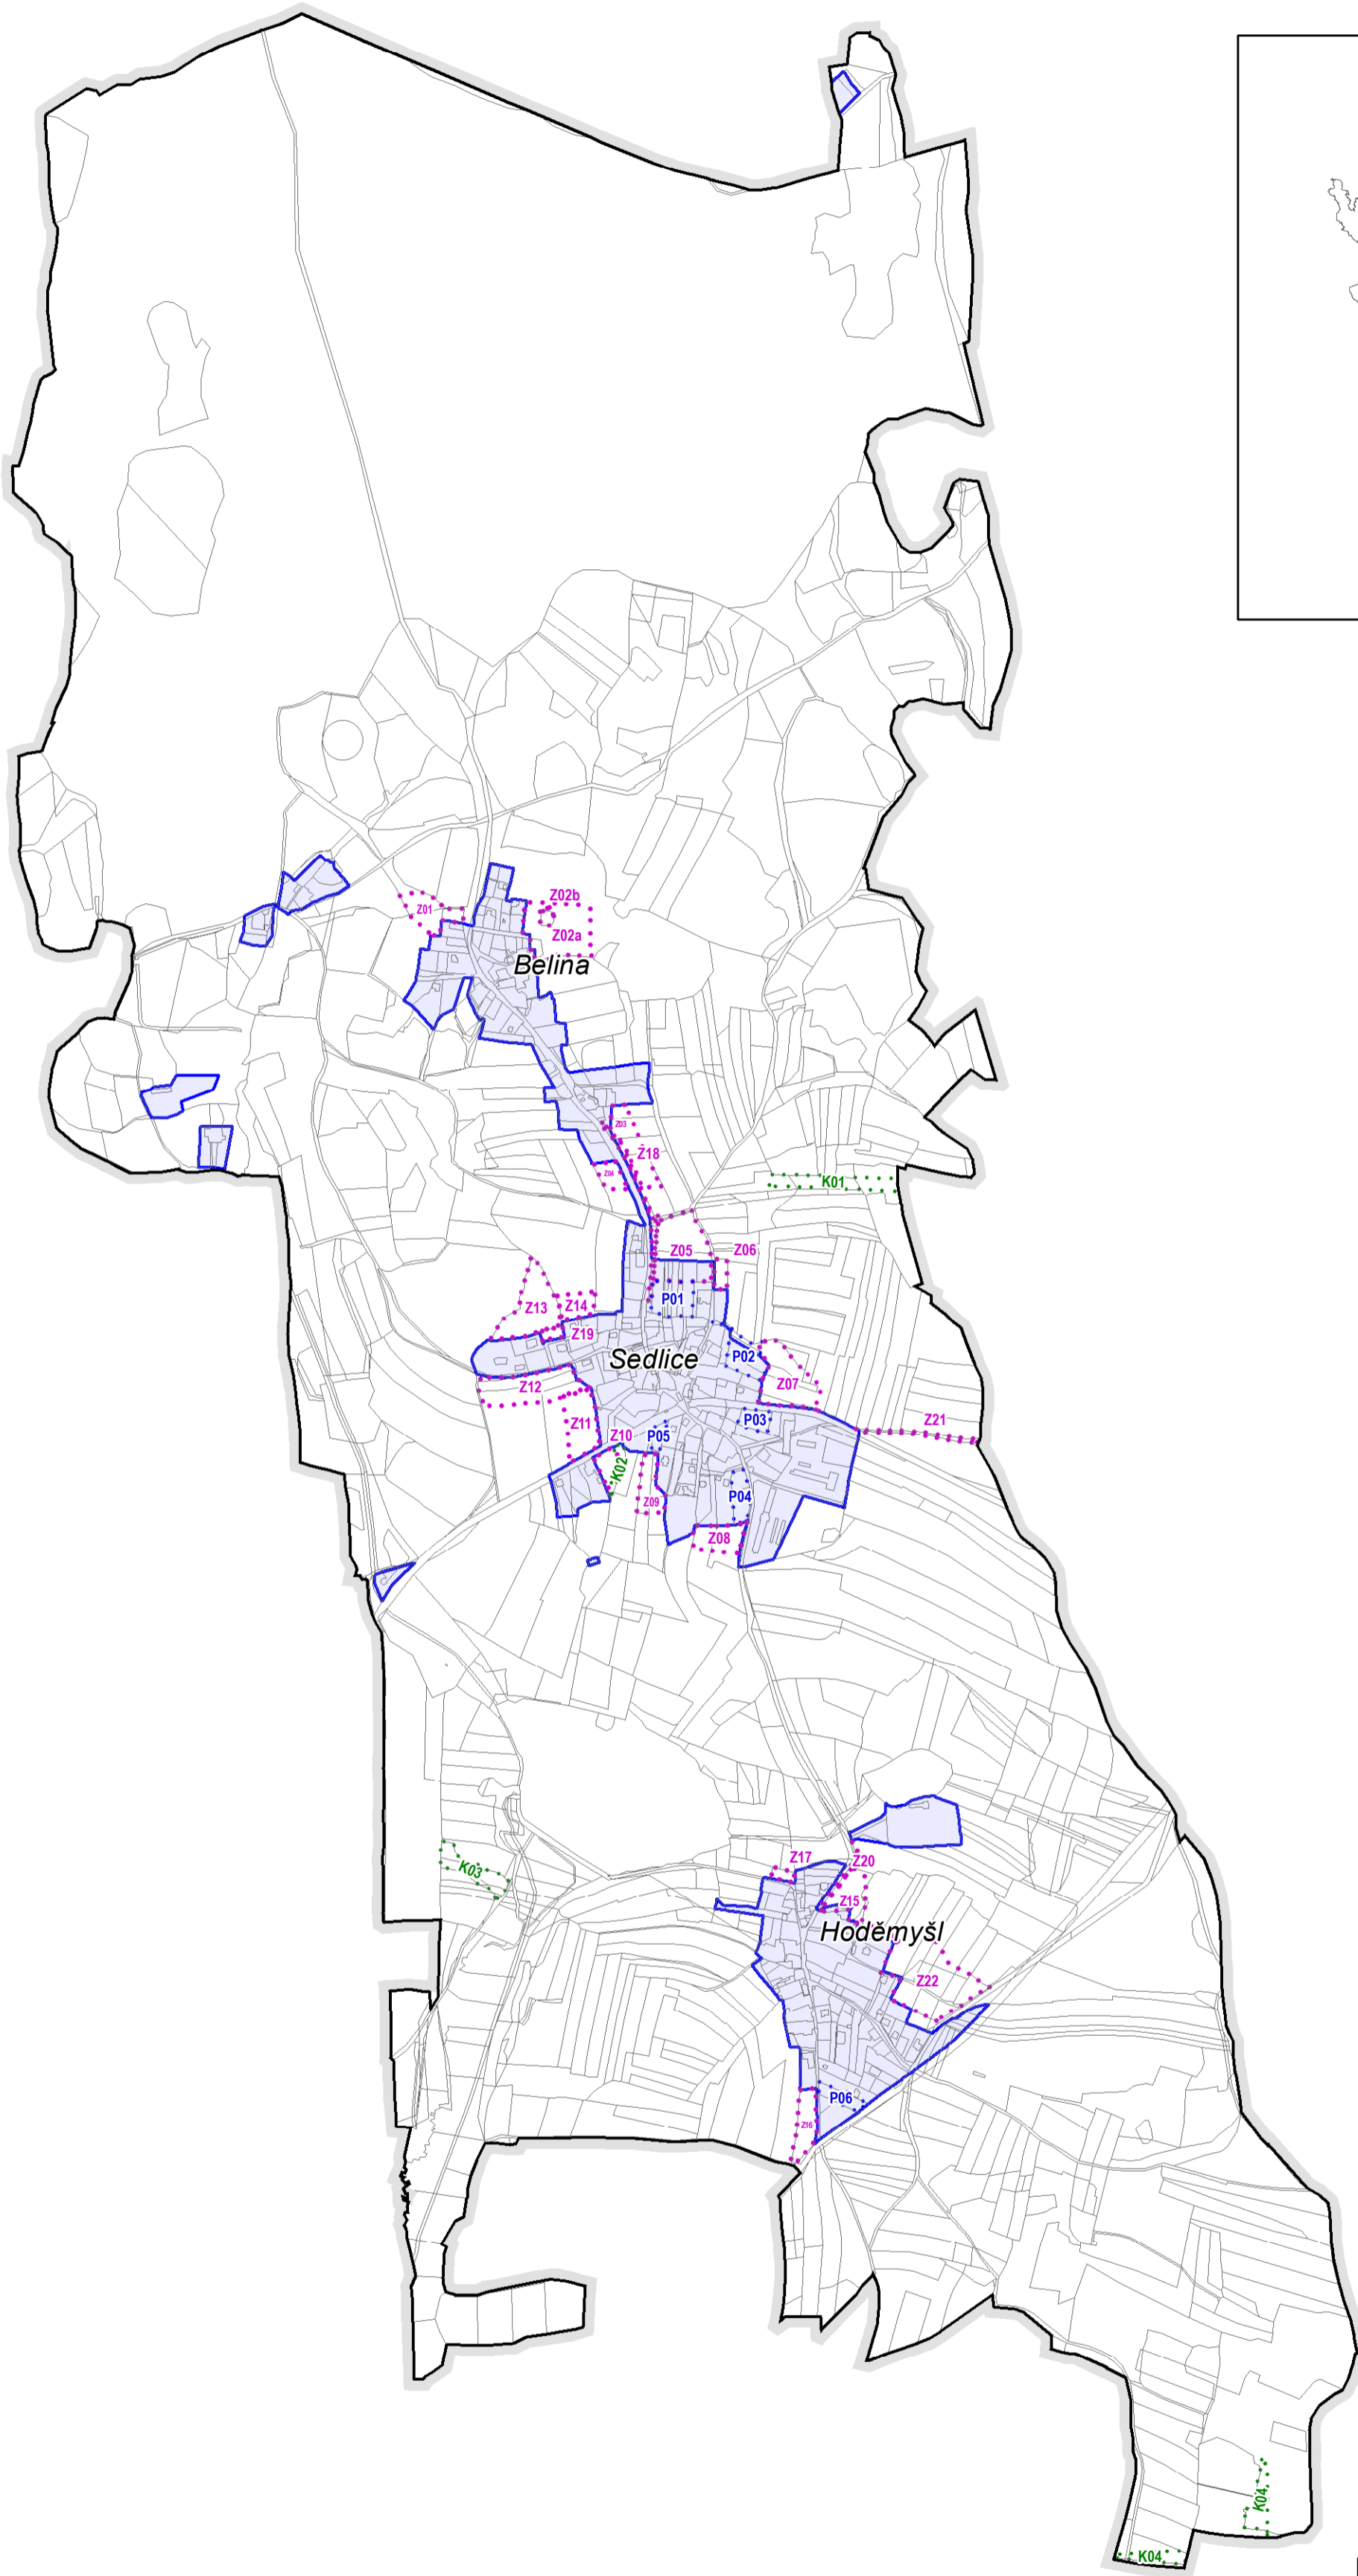 Z02b
Z01
Z02a
Belina
Z03
Z18
Z04
K01
Z05
Z06
P01
Z13
Z14
Z19
Sedlice
P02
Z12
Z07
Z11
P03
Z21
Z10
P05
K02
P04
Z09
Z08
Z17
Z20
K03
Z15
Hoděmyšl
Z22
P06
Z16
K04
K04